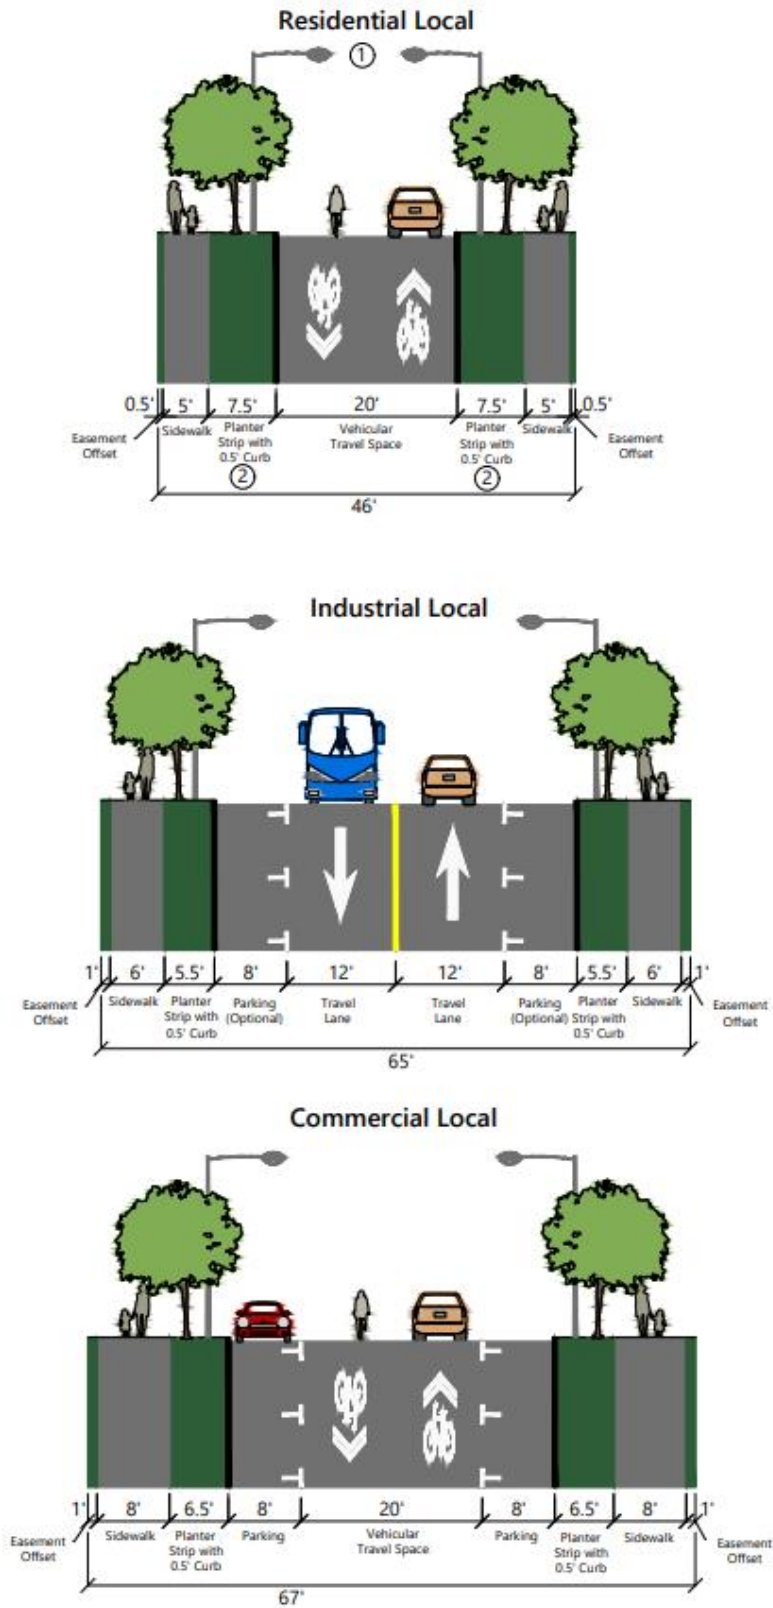 Residential Local
1
0.5' 5' 7.5' 20' 7.5' 5' 0.5'
Easement
Offset
Sidewalk
Planter
Strip with
0.5' Curb
2
Vehicular
Travel Space
Planter
Strip with
0.5' Curb
2
Sidewalk
Easement
Offset
46'
Industrial Local
1' 6' 5.5' 8' 12' 12' 8' 5.5' 6' 1'
Easement
Offset
Sidewalk
Planter
Strip with
0.5' Curb
Parking
(Optional)
Travel
Lane
Travel
Lane
Parking
(Optional)
Planter
Strip with
0.5' Curb
Sidewalk
Easement
Offset
65'
Commercial Local
1' 8' 6.5' 8' 20' 8' 6.5' 8' 1'
Easement
Offset
Sidewalk
Planter
Strip with
0.5' Curb
Parking
Vehicular
Travel Space
Parking
Planter
Strip with
0.5' Curb
Sidewalk
Easement
Offset
67'